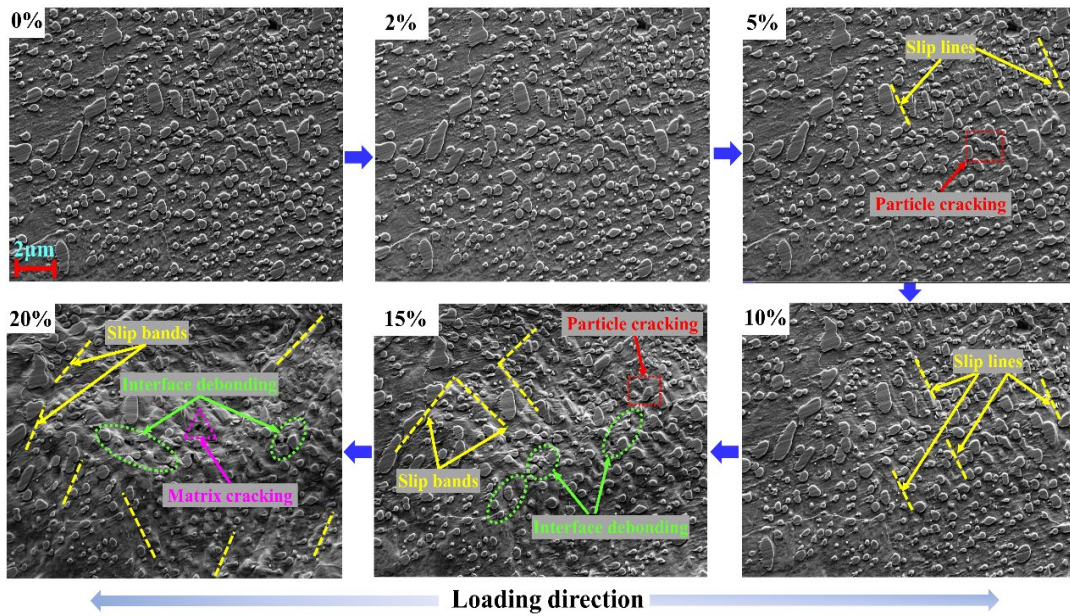 0%
2%
5%
Slip lines
Particle cracking
2μm
20%
Slip bands
Interface debonding
Matrix cracking
15%
Particle cracking
Slip bands
Interface debonding
10%
Slip lines
Loading direction